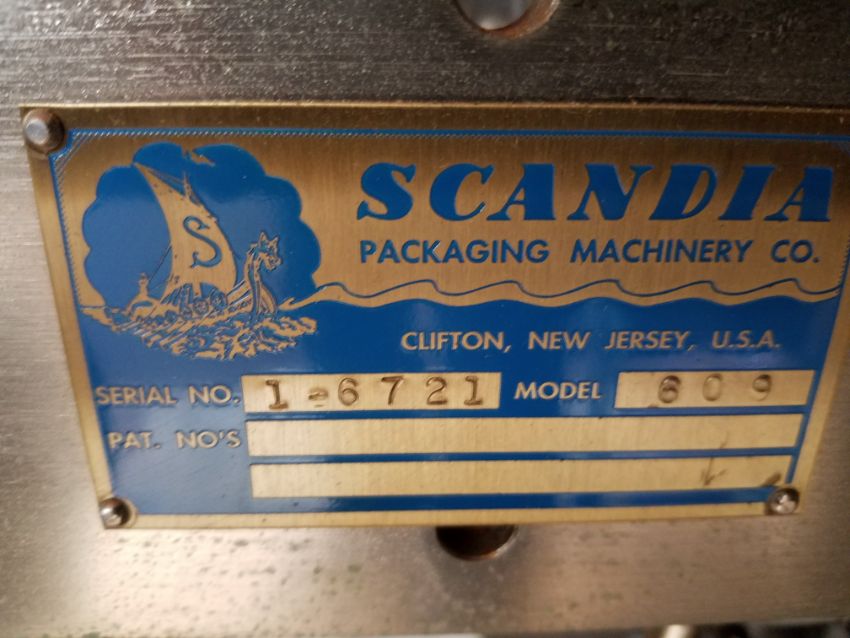 S
SCANDIA
PACKAGING MACHINERY CO.
CLIFTON, NEW JERSEY, U.S.A.
SERIAL NO. 1-6721 MODEL 609
PAT. NO'S